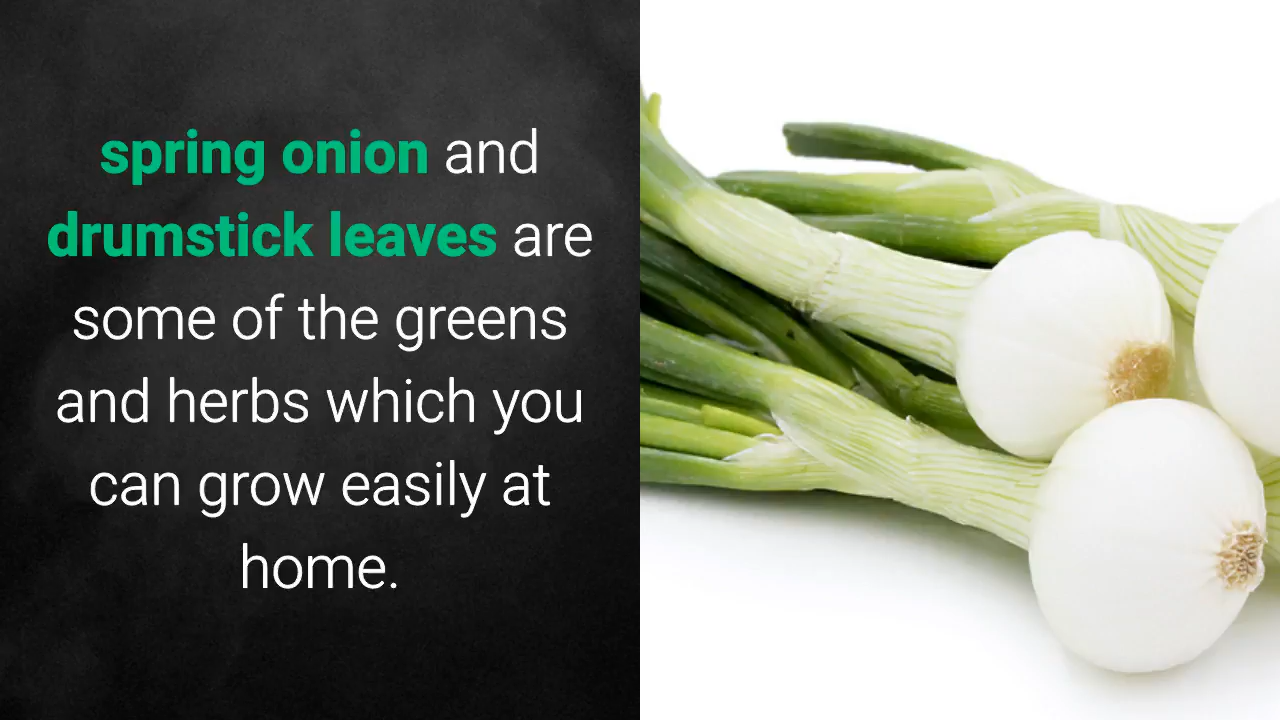 spring onion and
drumstick leaves are
some of the greens
and herbs which you
can grow easily at
home.